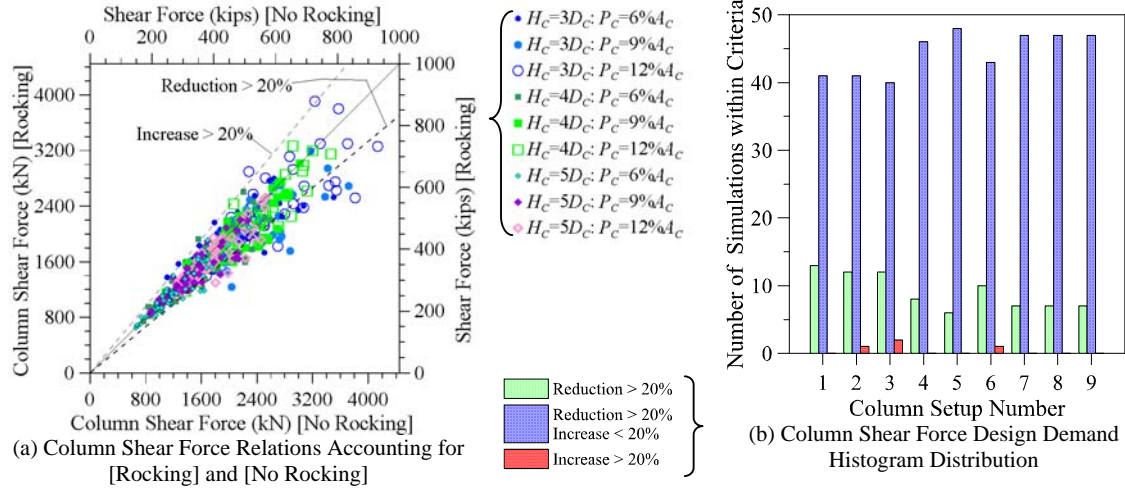 Shear Force (kips) [No Rocking]
0 200 400 600 800 1000
Column Shear Force (kN) [Rocking]
4000
3200
2400
1600
800
0
Reduction > 20%
Increase > 20%
1000
800
600
400
200
0
Shear Force (kips) [Rocking]
0 800 1600 2400 3200 4000
Column Shear Force (kN) [No Rocking]
(a) Column Shear Force Relations Accounting for
[Rocking] and [No Rocking]
H_C=3D_C: P_C=6%A_C
H_C=3D_C: P_C=9%A_C
H_C=3D_C: P_C=12%A_C
H_C=4D_C: P_C=6%A_C
H_C=4D_C: P_C=9%A_C
H_C=4D_C: P_C=12%A_C
H_C=5D_C: P_C=6%A_C
H_C=5D_C: P_C=9%A_C
H_C=5D_C: P_C=12%A_C
Reduction > 20%
Reduction > 20%
Increase < 20%
Increase > 20%
Number of Simulations within Criteria
50
40
30
20
10
0
1 2 3 4 5 6 7 8 9
Column Setup Number
(b) Column Shear Force Design Demand
Histogram Distribution